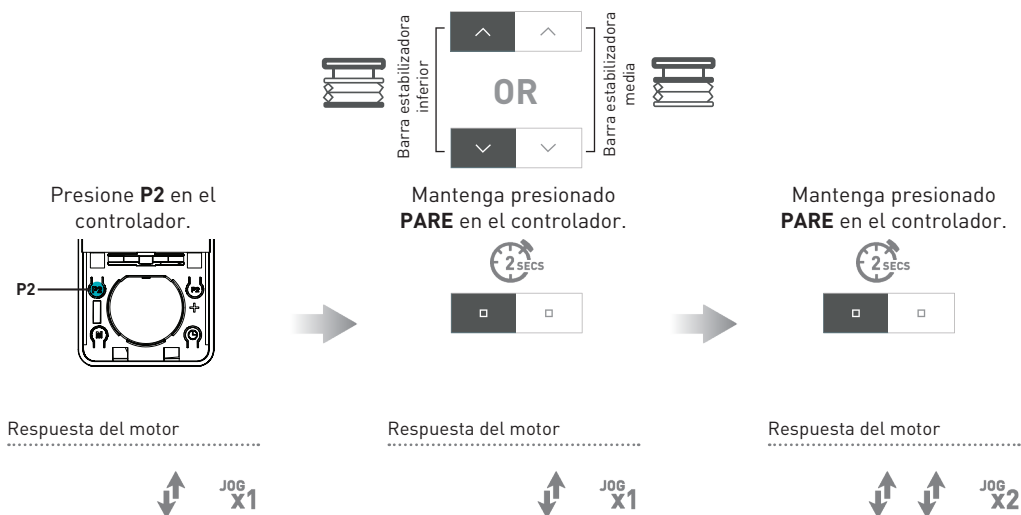 Barra estabilizadora
inferior
OR
Barra estabilizadora
media
Presione P2 en el
controlador.
P2
P2
P2
M
Mantenga presionado
PARE en el controlador.
2 SECS
Mantenga presionado
PARE en el controlador.
2 SECS
Respuesta del motor
JOG
x1
Respuesta del motor
JOG
x1
Respuesta del motor
JOG
x2